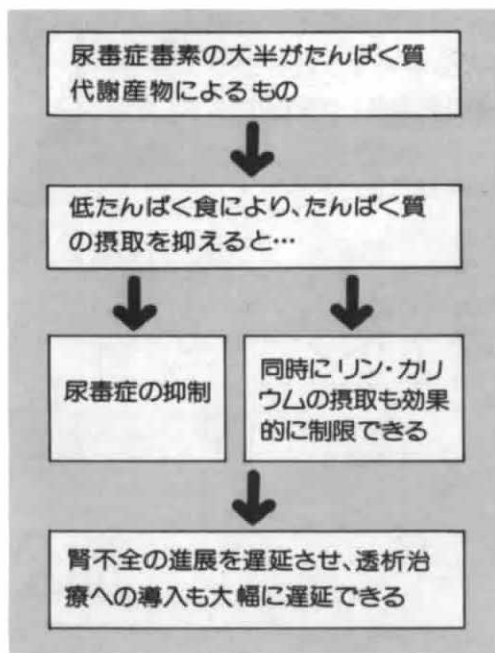 尿毒症毒素の大半がたんぱく質
代謝産物によるもの
低たんぱく食により、たんぱく質
の摂取を抑えると…
尿毒症の抑制
同時にリン・カリ
ウムの摂取も効果
的に制限できる
腎不全の進展を遅延させ、透析治
療への導入も大幅に遅延できる